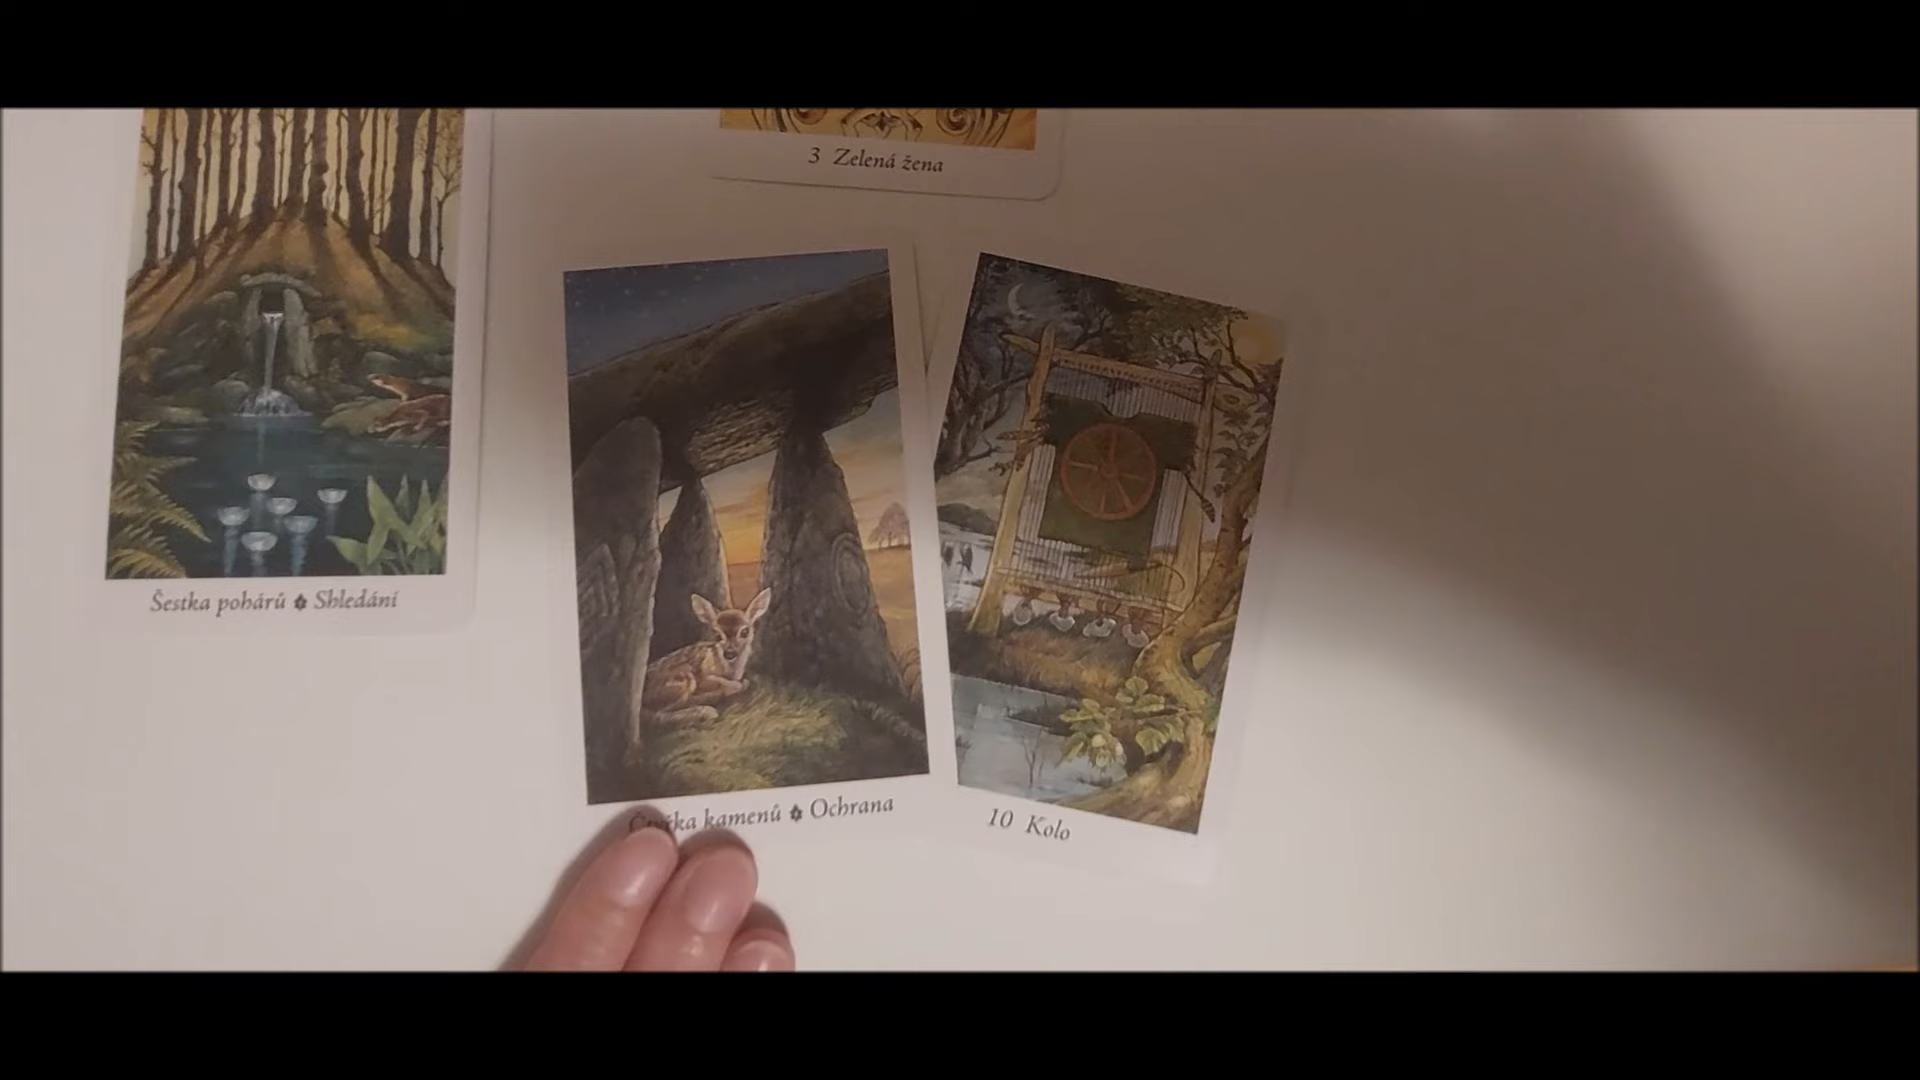 3 Zelená žena
Šestka pohárů ✽ Shledání
kamenů ✽ Ochrana
10 Kolo